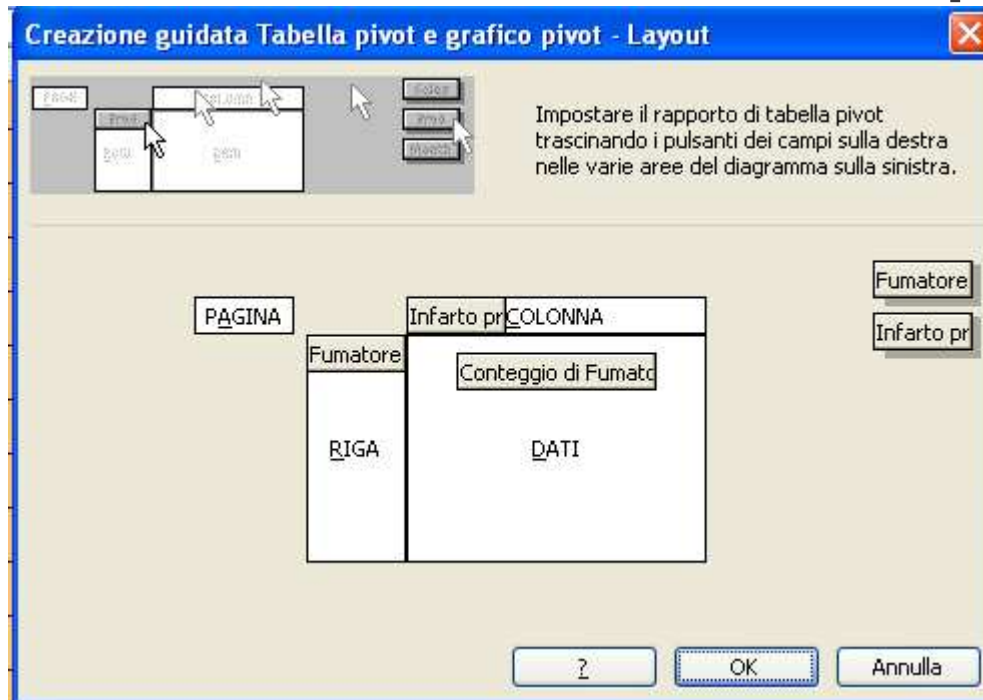 Creazione guidata Tabella pivot e grafico pivot - Layout
Impostare il rapporto di tabella pivot
trascinando i pulsanti dei campi sulla destra
nelle varie aree del diagramma sulla sinistra.
Fumatore
PAGINA
Infarto pr
COLONNA
Infarto pr
Fumatore
Conteggio di Fumato
RIGA
DATI
?
OK
Annulla